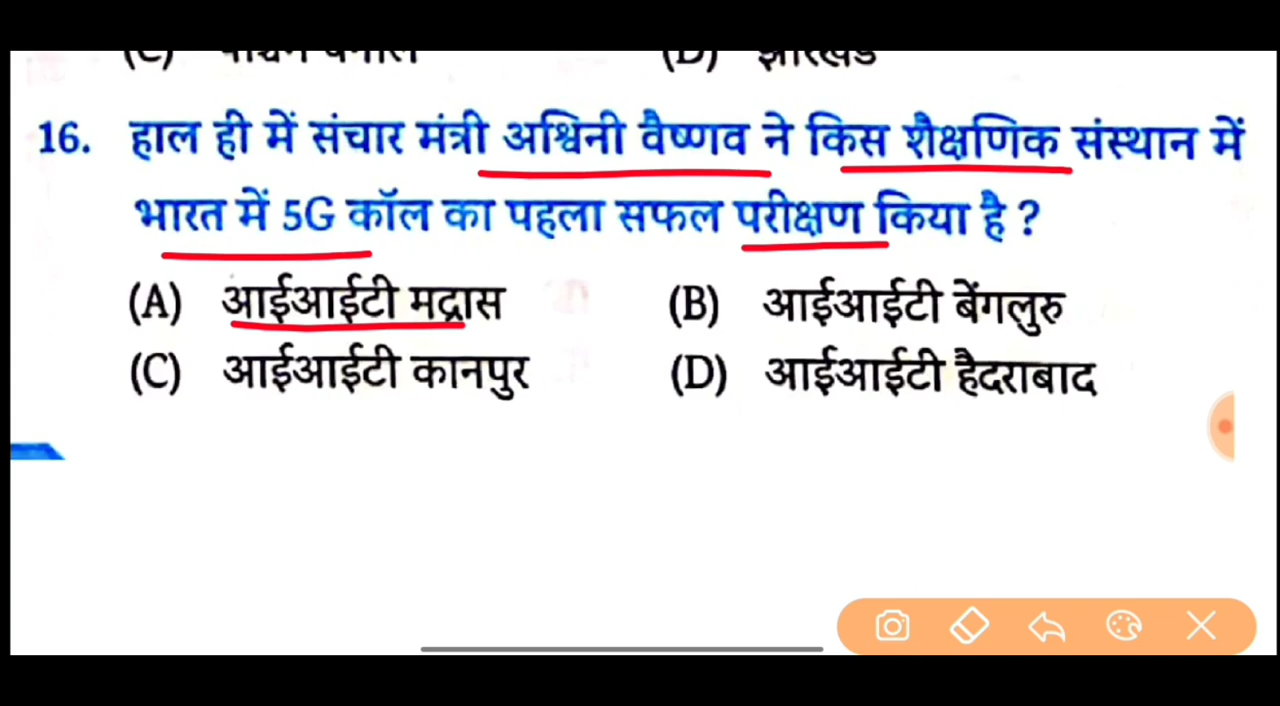 16. हाल ही में संचार मंत्री अश्विनी वैष्णव ने किस शैक्षणिक संस्थान में
भारत में 5G कॉल का पहला सफल परीक्षण किया है ?
(A) आईआईटी मद्रास (B) आईआईटी बेंगलुरु
(C) आईआईटी कानपुर (D) आईआईटी हैदराबाद